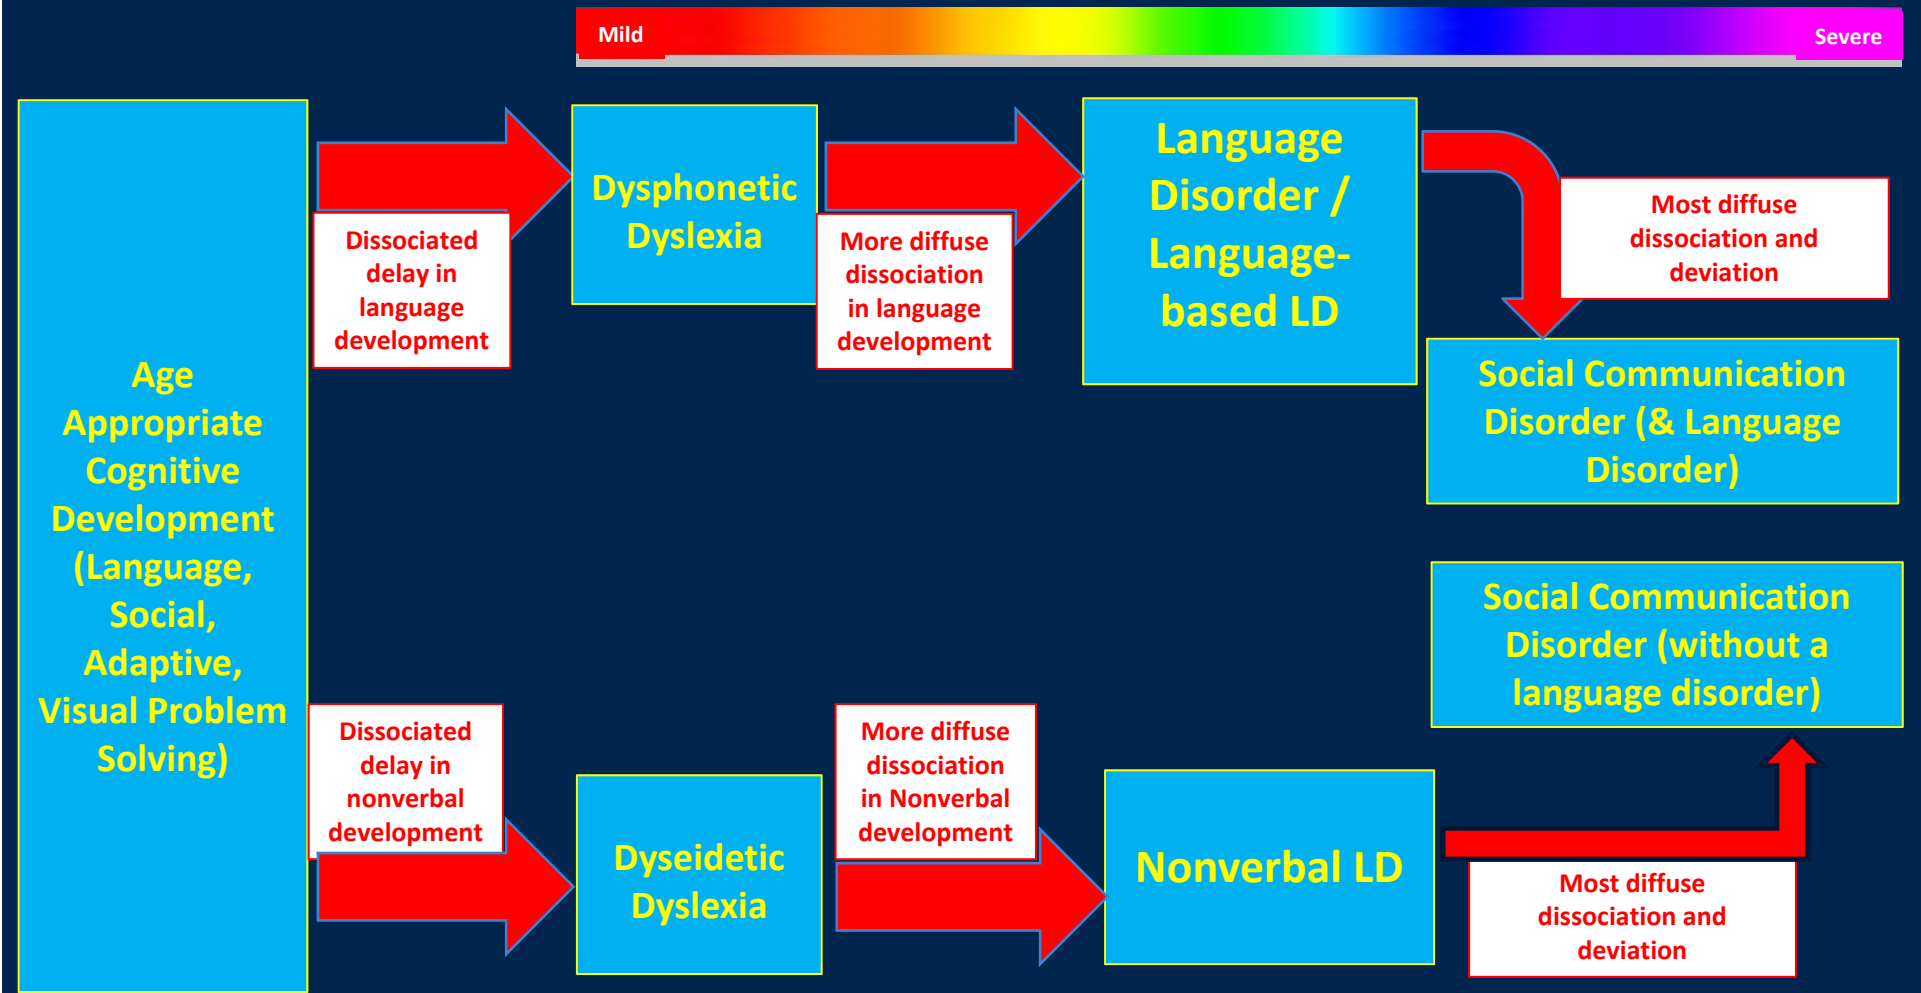 Mild
Severe
Age
Appropriate
Cognitive
Development
(Language,
Social,
Adaptive,
Visual Problem
Solving)
Dissociated
delay in
language
development
Dysphonetic
Dyslexia
More diffuse
dissociation
in language
development
Language
Disorder /
Language-
based LD
Most diffuse
dissociation and
deviation
Social Communication
Disorder (& Language
Disorder)
Dissociated
delay in
nonverbal
development
Dyseidetic
Dyslexia
More diffuse
dissociation
in Nonverbal
development
Nonverbal LD
Most diffuse
dissociation and
deviation
Social Communication
Disorder (without a
language disorder)